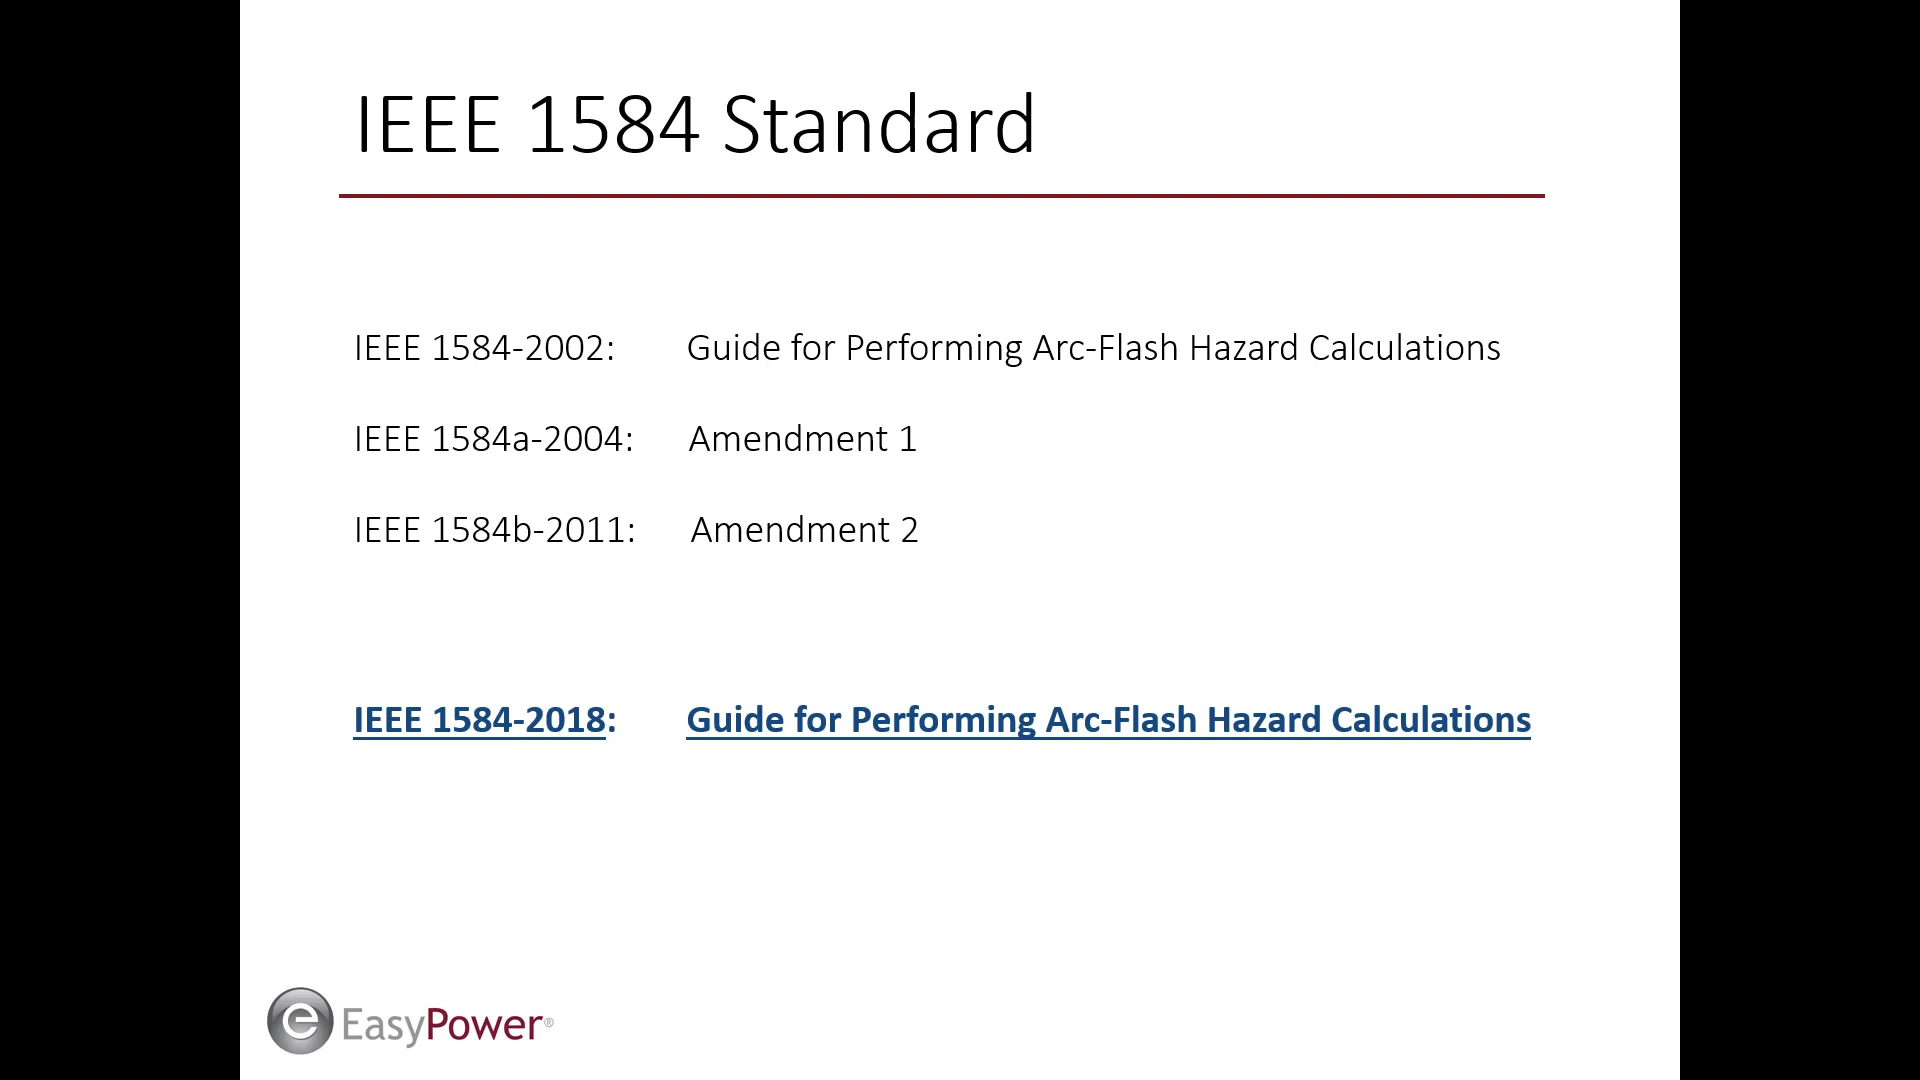 IEEE 1584 Standard
IEEE 1584-2002: Guide for Performing Arc-Flash Hazard Calculations
IEEE 1584a-2004: Amendment 1
IEEE 1584b-2011: Amendment 2
IEEE 1584-2018: Guide for Performing Arc-Flash Hazard Calculations
e EasyPower®